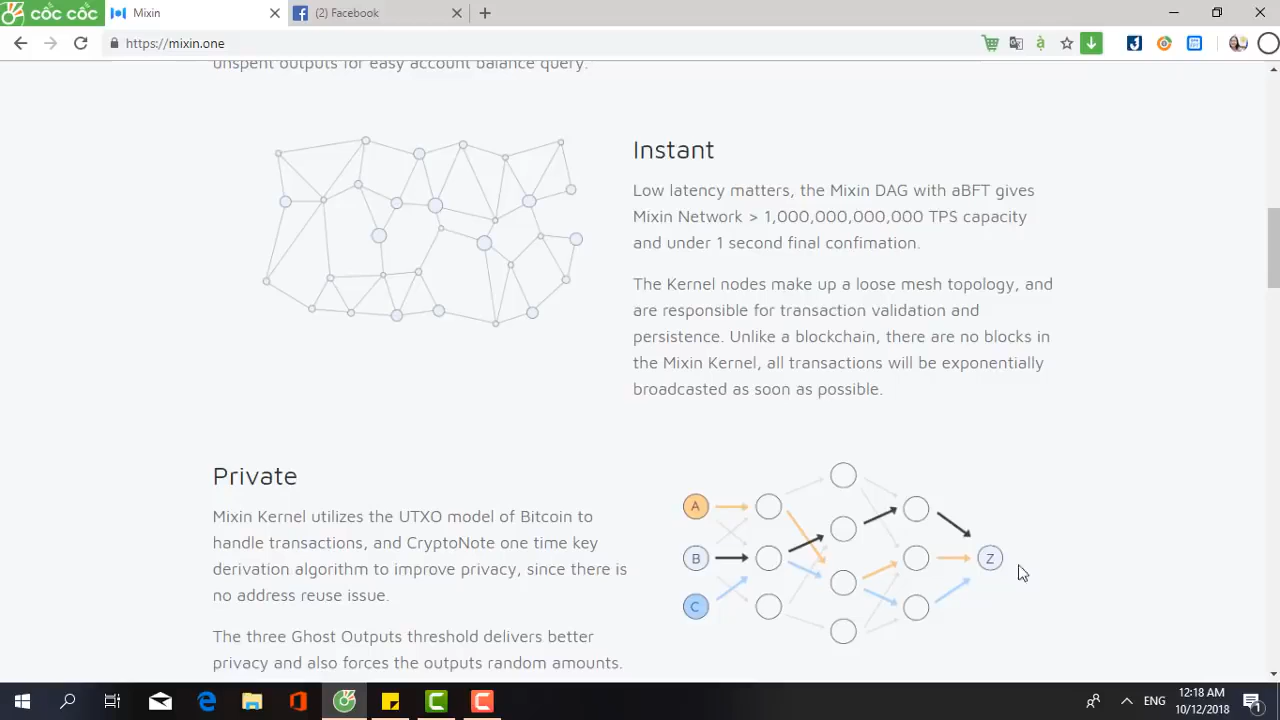 cốc cốc
Mixin
(2) Facebook
https://mixin.one
unspent outputs for easy account balance query.
Instant
Low latency matters, the Mixin DAG with aBFT gives
Mixin Network > 1,000,000,000,000 TPS capacity
and under 1 second final confimation.
The Kernel nodes make up a loose mesh topology, and
are responsible for transaction validation and
persistence. Unlike a blockchain, there are no blocks in
the Mixin Kernel, all transactions will be exponentially
broadcasted as soon as possible.
Private
Mixin Kernel utilizes the UTXO model of Bitcoin to
handle transactions, and CryptoNote one time key
derivation algorithm to improve privacy, since there is
no address reuse issue.
The three Ghost Outputs threshold delivers better
privacy and also forces the outputs random amounts.
A
B
C
Z
ENG
12:18 AM
10/12/2018
1